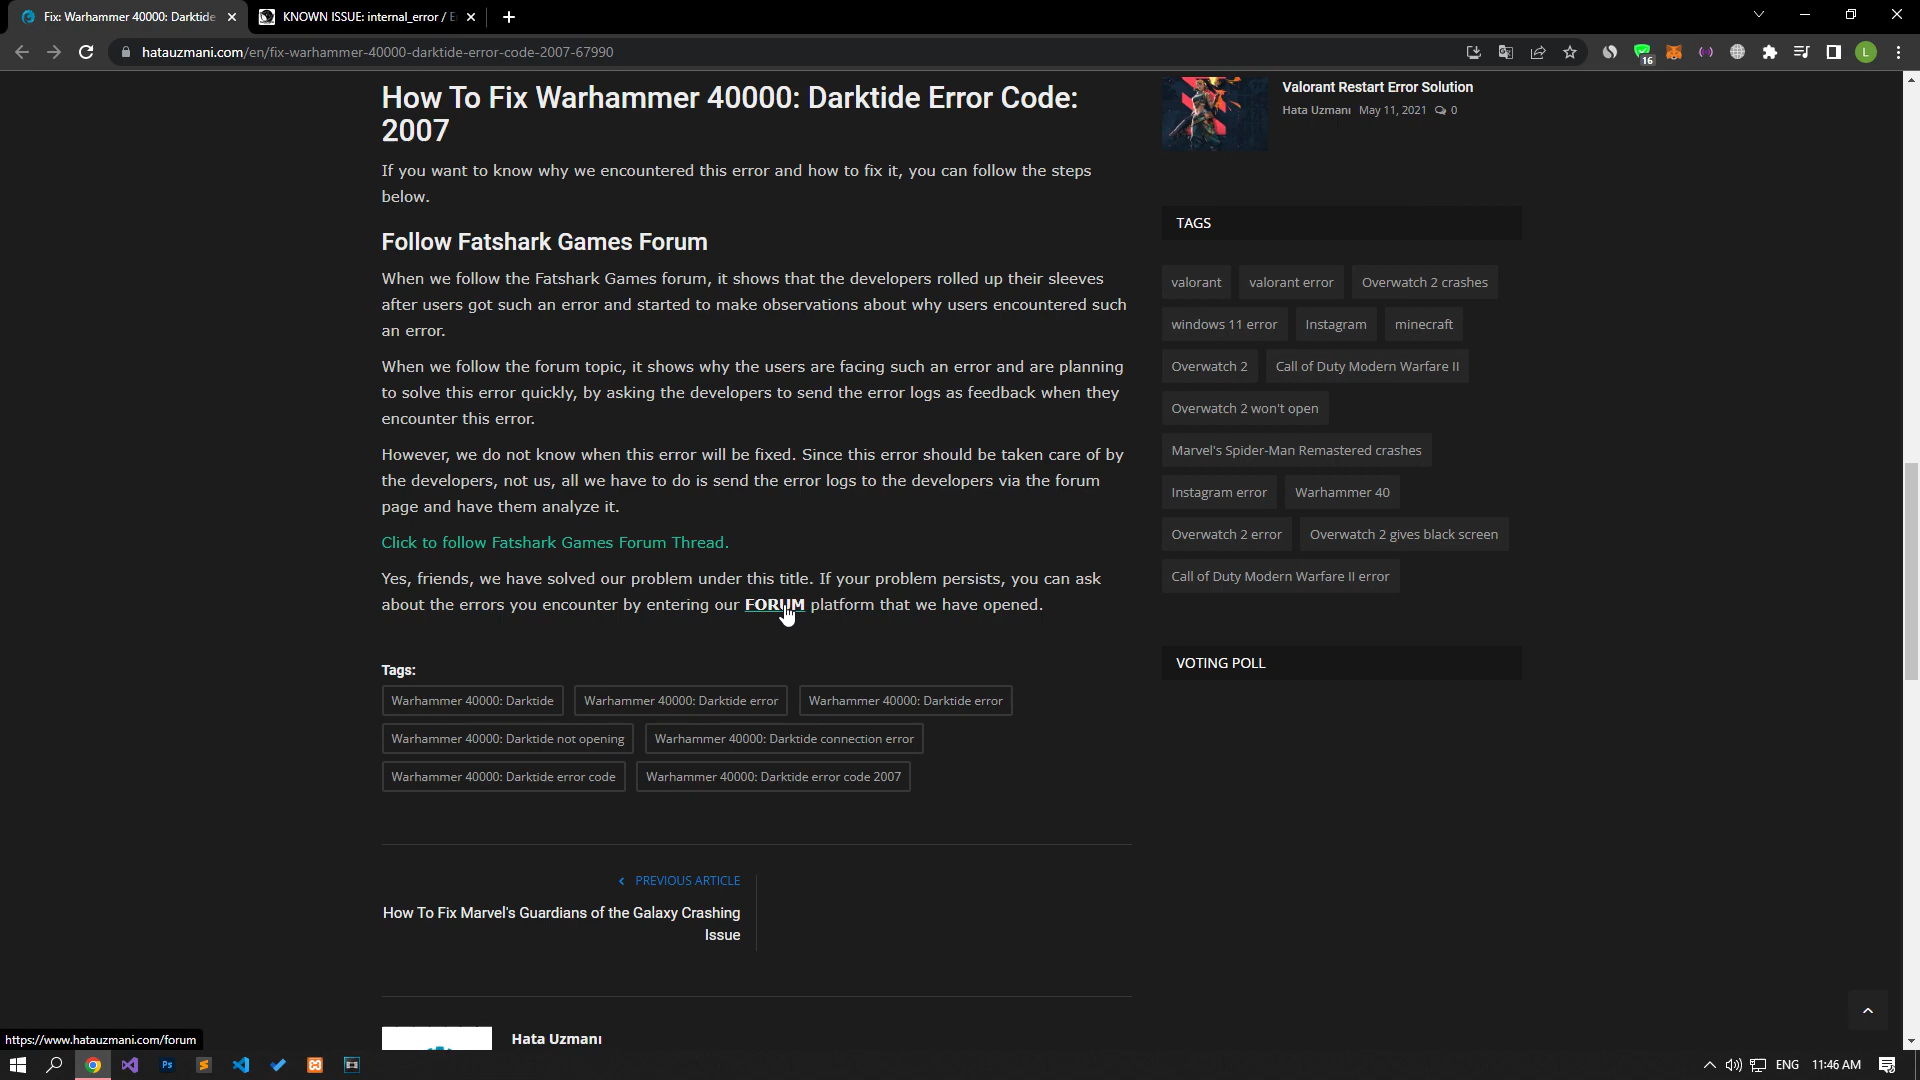 Fix: Warhammer 40000: Darktide
KNOWN ISSUE: internal_error / E
hatauzmani.com/en/fix-warhammer-40000-darktide-error-code-2007-67990
16
L
How To Fix Warhammer 40000: Darktide Error Code:
2007
If you want to know why we encountered this error and how to fix it, you can follow the steps
below.
Follow Fatshark Games Forum
When we follow the Fatshark Games forum, it shows that the developers rolled up their sleeves
after users got such an error and started to make observations about why users encountered such
an error.
When we follow the forum topic, it shows why the users are facing such an error and are planning
to solve this error quickly, by asking the developers to send the error logs as feedback when they
encounter this error.
However, we do not know when this error will be fixed. Since this error should be taken care of by
the developers, not us, all we have to do is send the error logs to the developers via the forum
page and have them analyze it.
Click to follow Fatshark Games Forum Thread.
Yes, friends, we have solved our problem under this title. If your problem persists, you can ask
about the errors you encounter by entering our FORUM platform that we have opened.
Tags:
Warhammer 40000: Darktide
Warhammer 40000: Darktide error
Warhammer 40000: Darktide error
Warhammer 40000: Darktide not opening
Warhammer 40000: Darktide connection error
Warhammer 40000: Darktide error code
Warhammer 40000: Darktide error code 2007
PREVIOUS ARTICLE
How To Fix Marvel's Guardians of the Galaxy Crashing
Issue
Hata Uzmanı
Valorant Restart Error Solution
Hata Uzmanı May 11, 2021 0
TAGS
valorant
valorant error
Overwatch 2 crashes
windows 11 error
Instagram
minecraft
Overwatch 2
Call of Duty Modern Warfare II
Overwatch 2 won't open
Marvel's Spider-Man Remastered crashes
Instagram error
Warhammer 40
Overwatch 2 error
Overwatch 2 gives black screen
Call of Duty Modern Warfare II error
VOTING POLL
https://www.hatauzmani.com/forum
Ps
ENG
11:46 AM